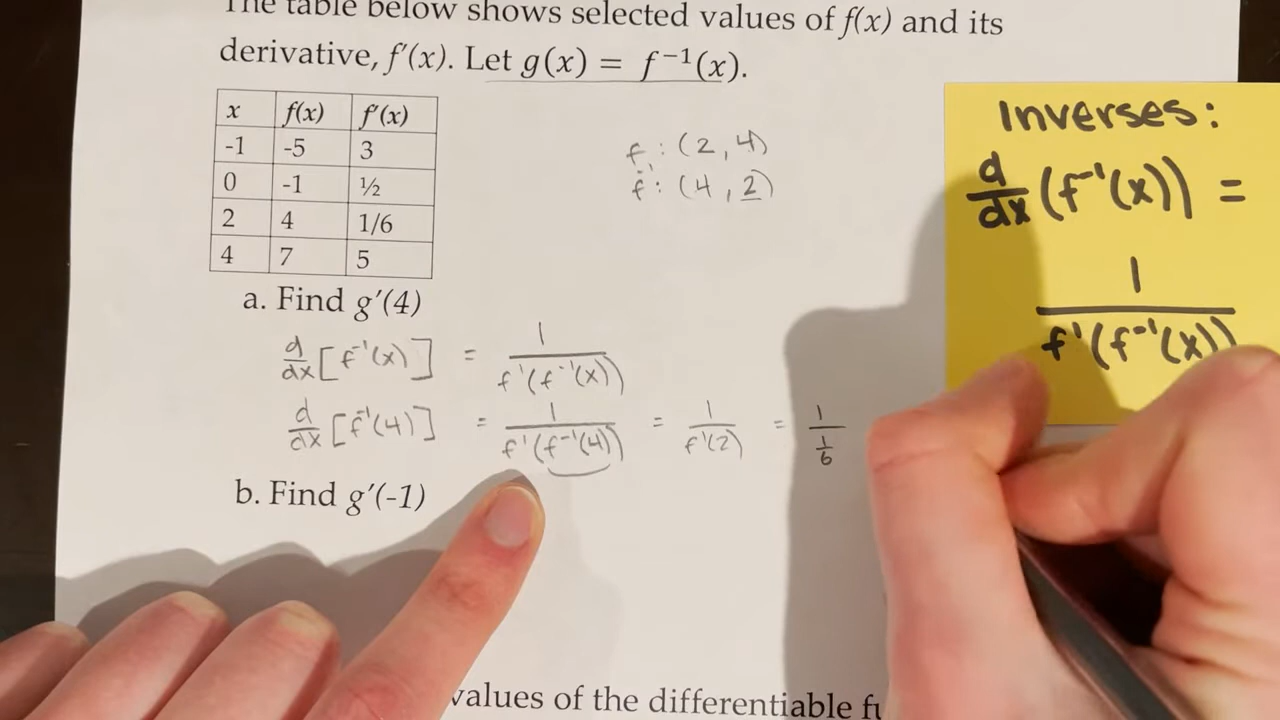 The table below shows selected values of f(x) and its
derivative, f'(x). Let g(x) = f⁻¹(x).
x f(x) f'(x)
-1 -5 3
0 -1 ½
2 4 1/6
4 7 5
f: (2, 4)
f⁻¹: (4, 2)
Inverses:
d/dx (f⁻¹(x)) =
1/f'(f⁻¹(x))
a. Find g'(4)
d/dx [f⁻¹(x)] = 1/f'(f⁻¹(x))
d/dx [f⁻¹(4)] = 1/f'(f⁻¹(4)) = 1/f'(2) = 1/(1/6)
b. Find g'(-1)
values of the differentiable